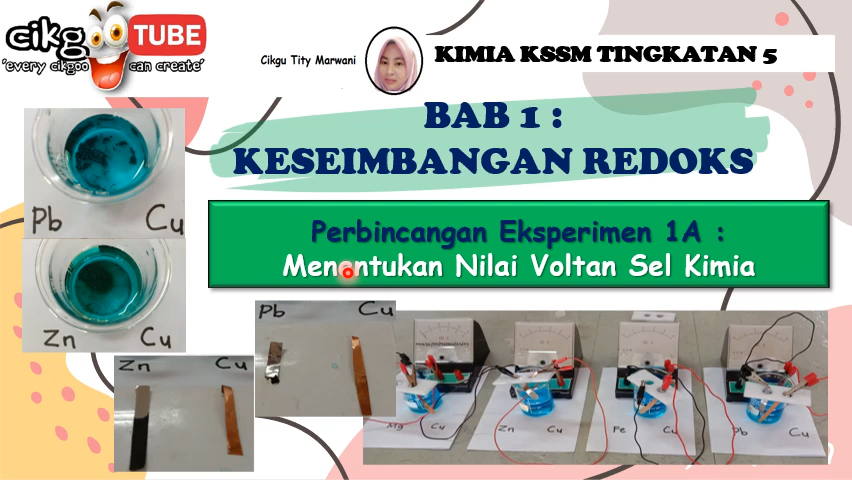 cikgoo TUBE
'every cikgoo can create'
Cikgu Tity Marwani
KIMIA KSSM TINGKATAN 5
BAB 1 :
KESEIMBANGAN REDOKS
Perbincangan Eksperimen 1A :
Menentukan Nilai Voltan Sel Kimia
Pb Cu
Zn Cu
Zn Cu
Pb Cu
Mg Cu
Zn Cu
Fe Cu
Pb Cu